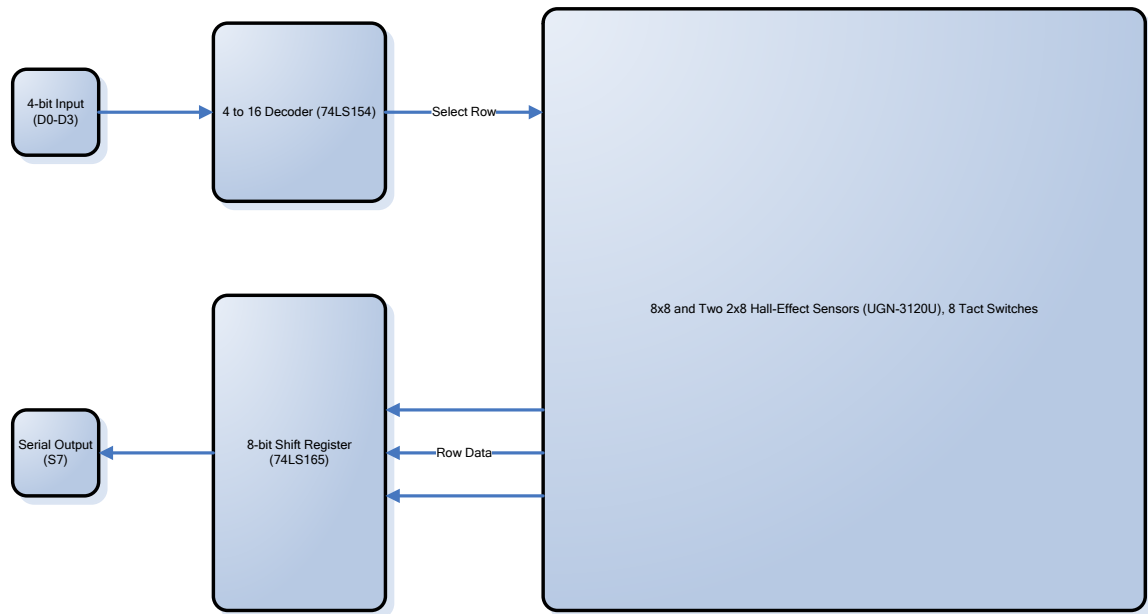 4-bit Input
(D0-D3)
4 to 16 Decoder (74LS154)
Select Row
8x8 and Two 2x8 Hall-Effect Sensors (UGN-3120U), 8 Tact Switches
Serial Output
(S7)
8-bit Shift Register
(74LS165)
Row Data